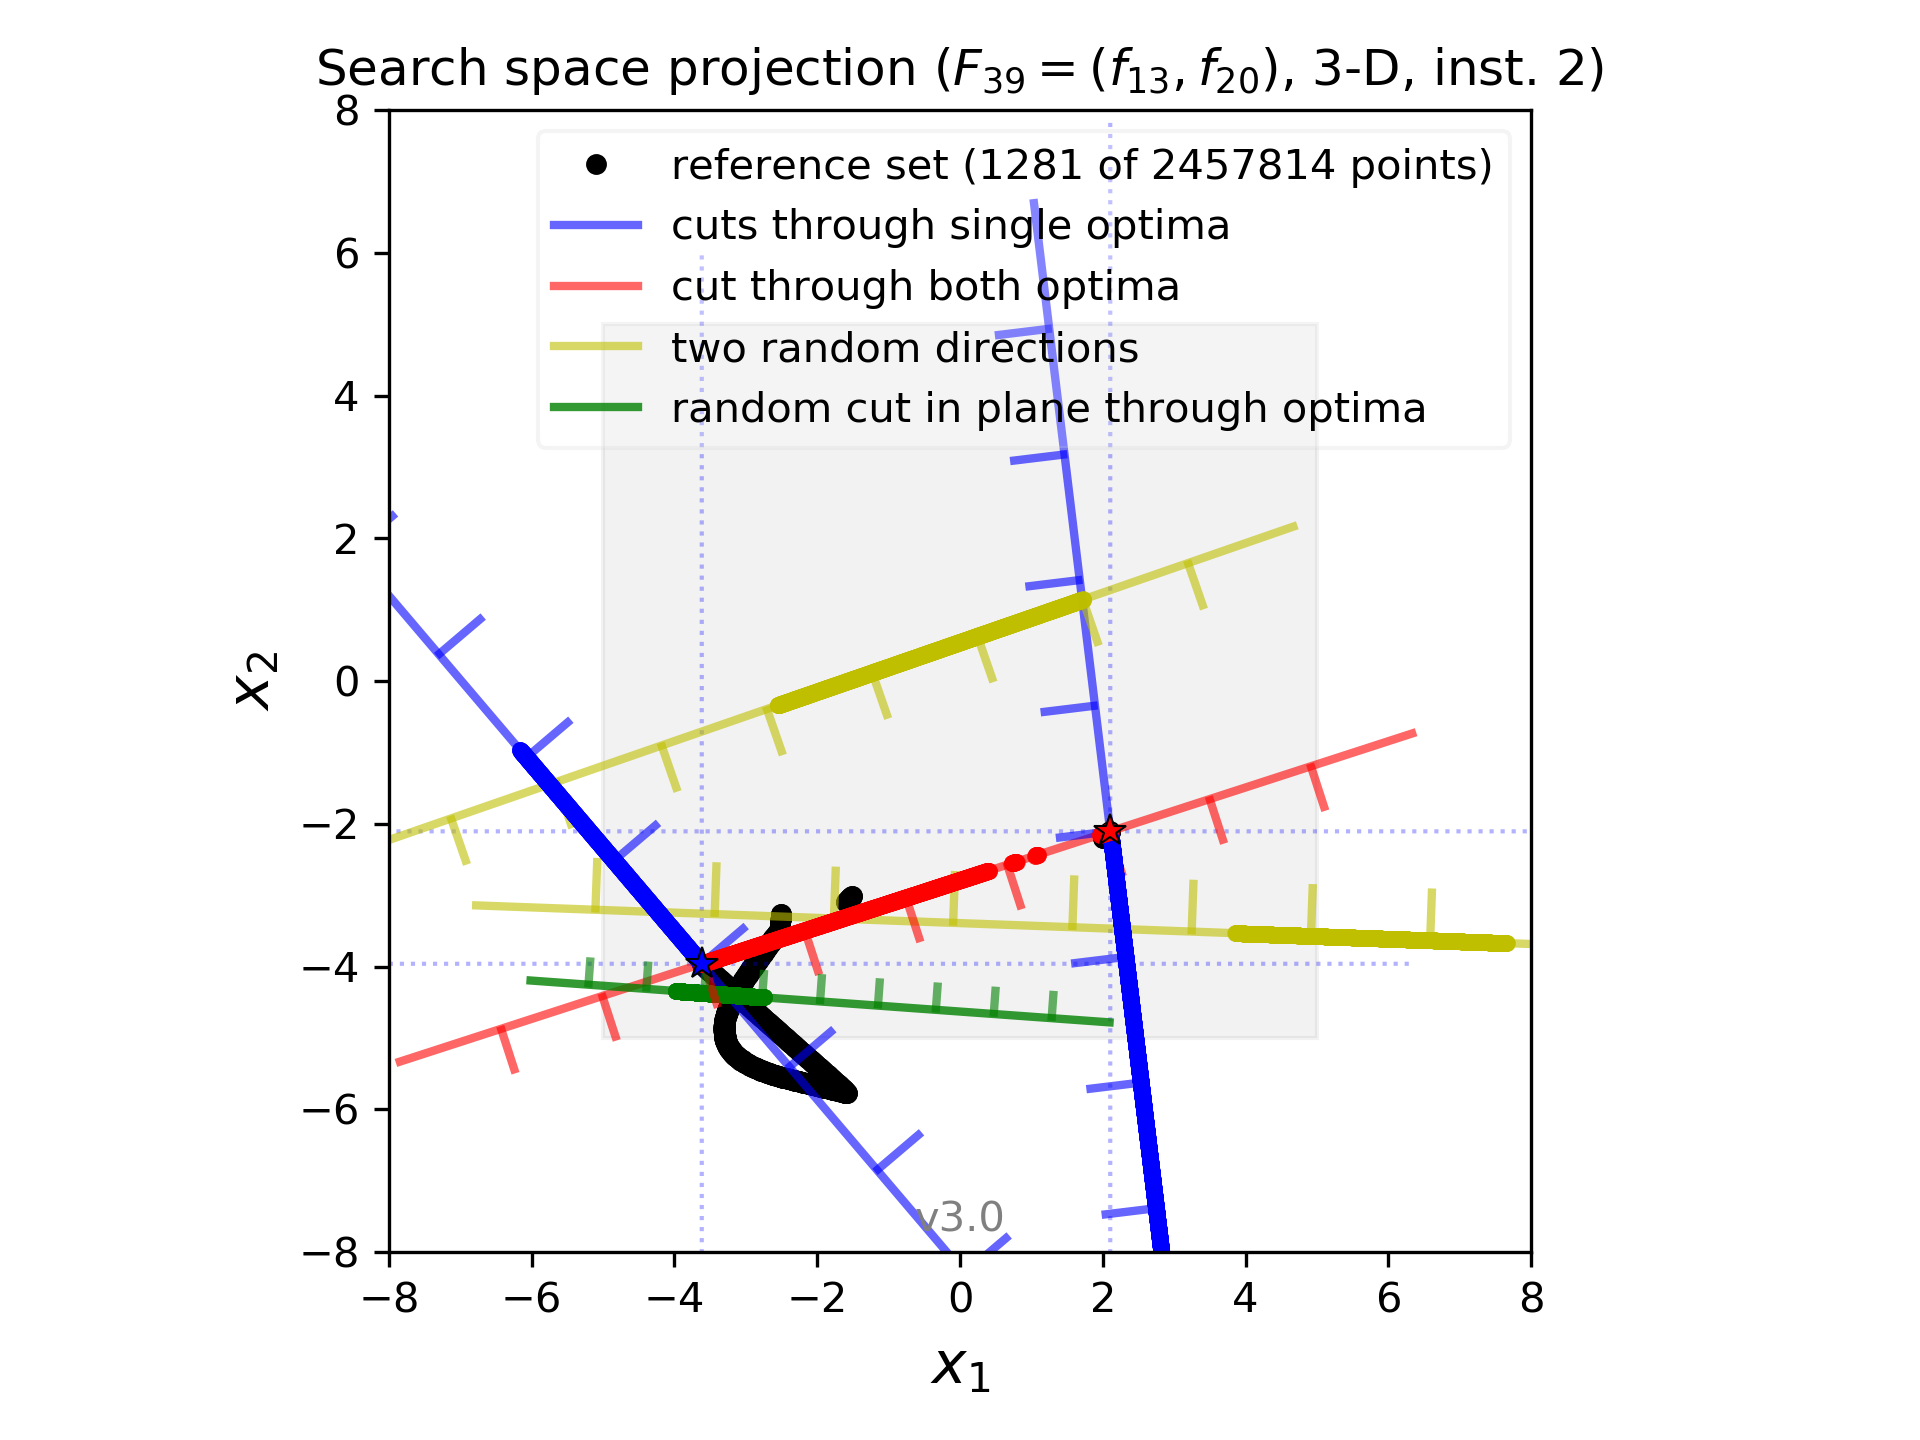 Search space projection (F₃₉ = (f₁₃, f₂₀), 3-D, inst. 2)
reference set (1281 of 2457814 points)
cuts through single optima
cut through both optima
two random directions
random cut in plane through optima
8
6
4
2
0
−2
−4
−6
−8
x₂
v3.0
−8 −6 −4 −2 0 2 4 6 8
x₁